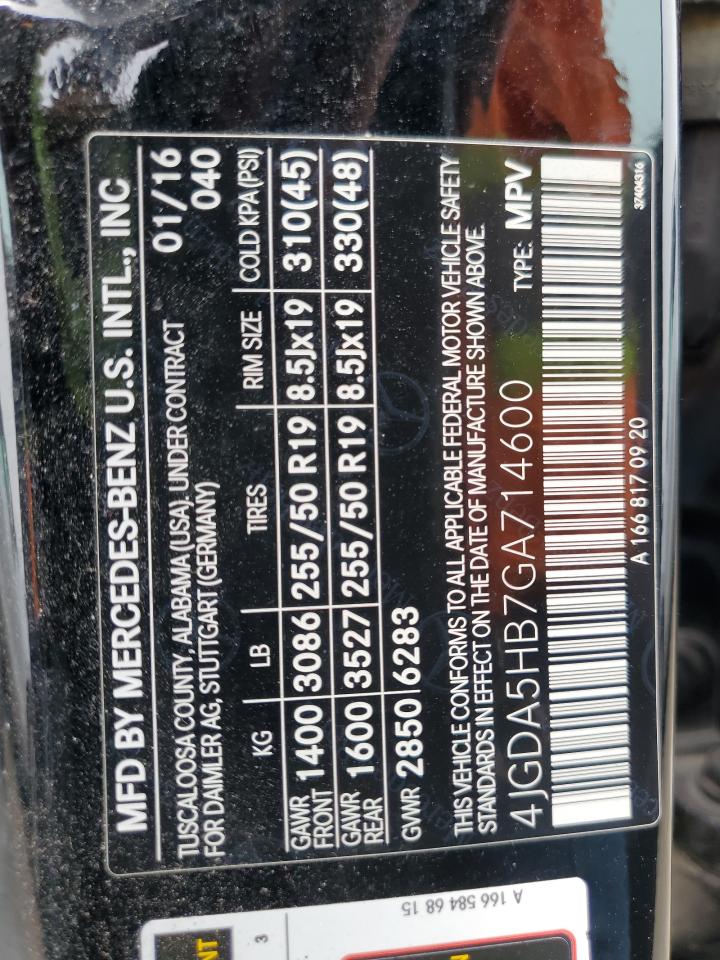 MFD BY MERCEDES-BENZ U.S. INTL., INC
TUSCALOOSA COUNTY, ALABAMA (USA), UNDER CONTRACT 01/16
FOR DAIMLER AG, STUTTGART (GERMANY) 040
KG LB TIRES RIM SIZE COLD KPA (PSI)
GAWR FRONT 1400 3086 255/50 R19 8.5Jx19 310(45)
GAWR REAR 1600 3527 255/50 R19 8.5Jx19 330(48)
GVWR 2850 6283
THIS VEHICLE CONFORMS TO ALL APPLICABLE FEDERAL MOTOR VEHICLE SAFETY
STANDARDS IN EFFECT ON THE DATE OF MANUFACTURE SHOWN ABOVE.
4JGDA5HB7GA714600 TYPE: MPV
A 166 817 09 20 37404316
A 166 584 68 15
3